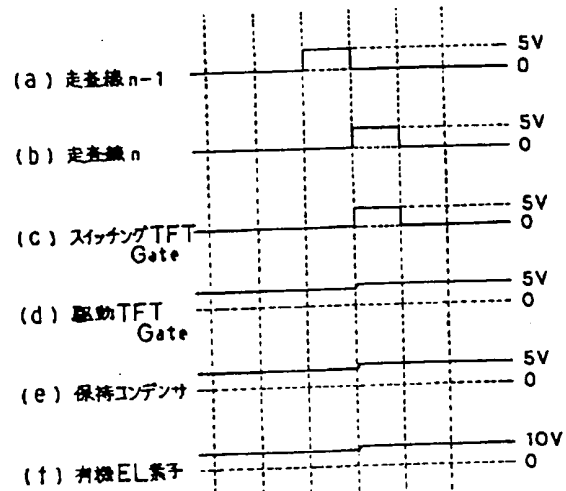 (a) 走査線 n-1
5V
0
(b) 走査線 n
5V
0
(c) スイッチングTFT
Gate
5V
0
(d) 駆動TFT
Gate
5V
0
(e) 保持コンデンサ
5V
0
(f) 有機EL素子
10V
0